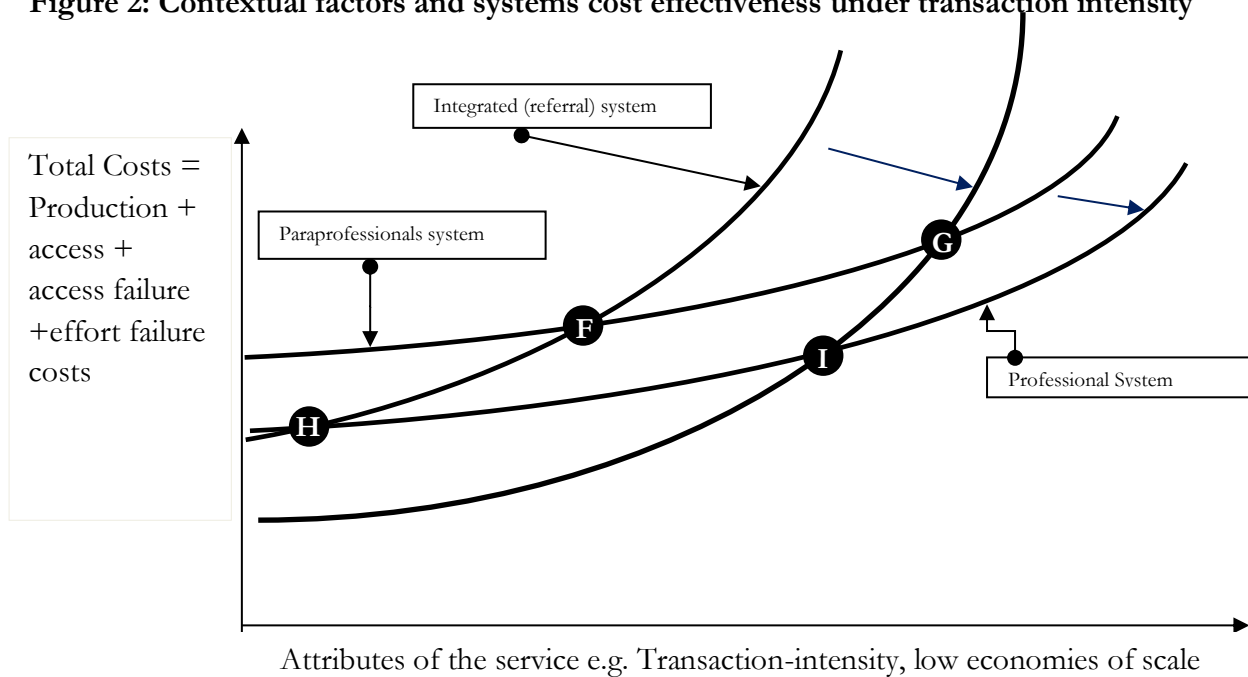 Figure 2: Contextual factors and systems cost effectiveness under transaction intensity
Integrated (referral) system
Total Costs =
Production +
access +
access failure
+effort failure
costs
Paraprofessionals system
G
F
I
Professional System
H
Attributes of the service e.g. Transaction-intensity, low economies of scale